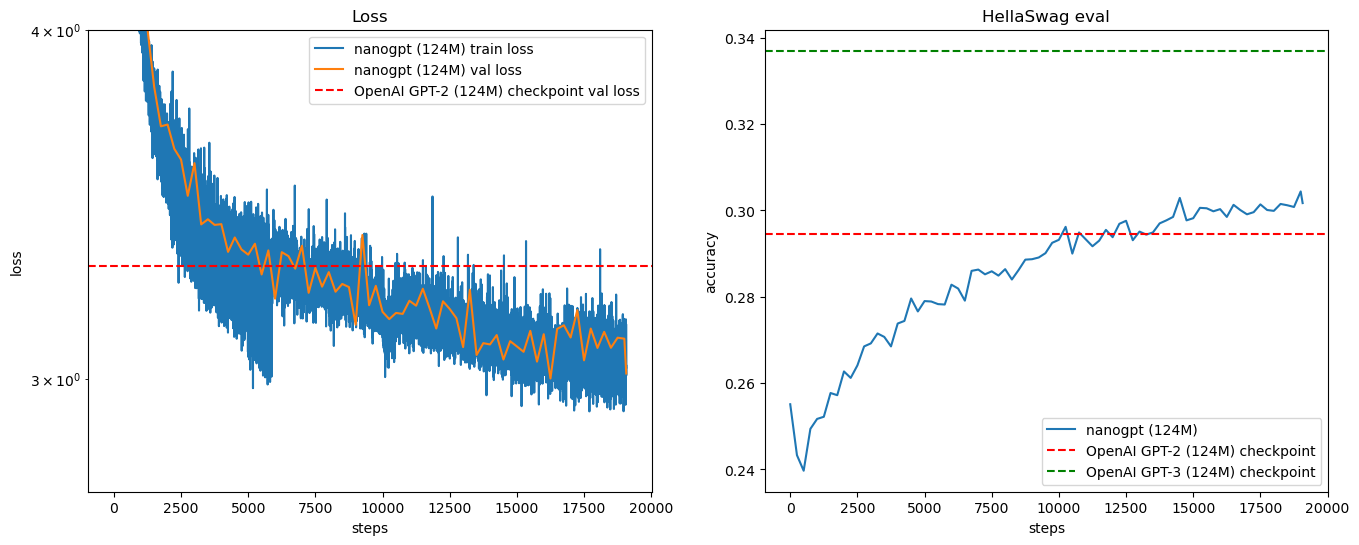 Loss
4 × 10⁰
3 × 10⁰
loss
nanogpt (124M) train loss
nanogpt (124M) val loss
OpenAI GPT-2 (124M) checkpoint val loss
0 2500 5000 7500 10000 12500 15000 17500 20000
steps
HellaSwag eval
0.34
0.32
0.30
0.28
0.26
0.24
accuracy
nanogpt (124M)
OpenAI GPT-2 (124M) checkpoint
OpenAI GPT-3 (124M) checkpoint
0 2500 5000 7500 10000 12500 15000 17500 20000
steps